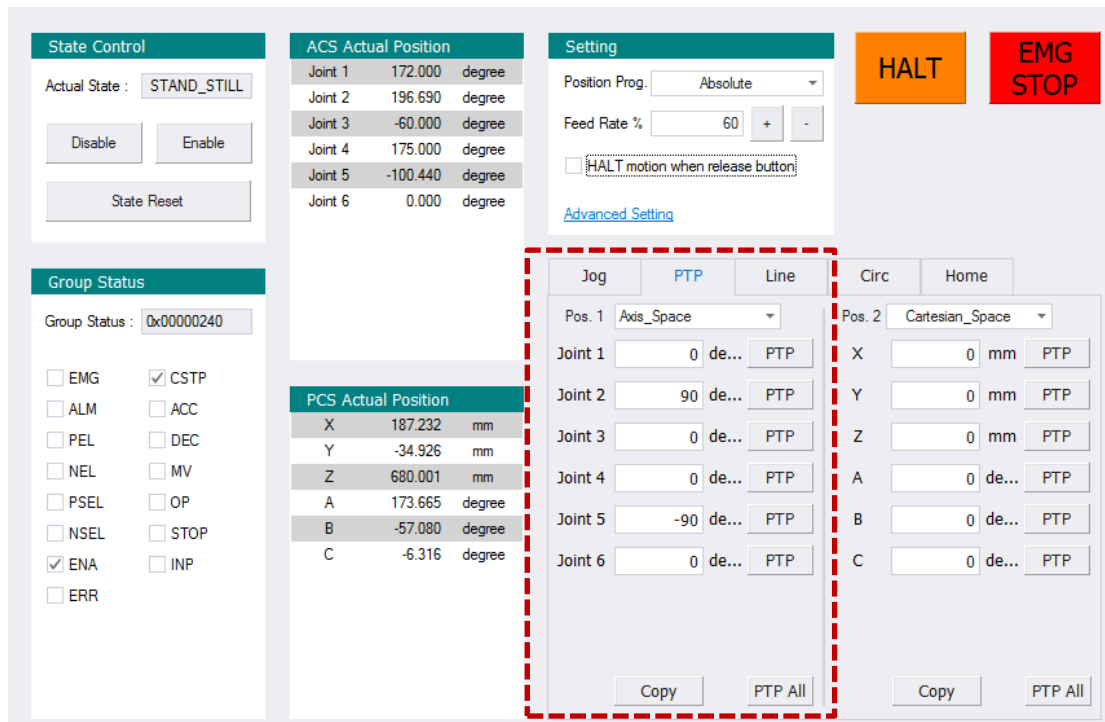 State Control
Actual State : STAND_STILL
Disable Enable
State Reset
Group Status
Group Status : 0x00000240
EMG CSTP
ALM ACC
PEL DEC
NEL MV
PSEL OP
NSEL STOP
ENA INP
ERR
ACS Actual Position
Joint 1 172.000 degree
Joint 2 196.690 degree
Joint 3 -60.000 degree
Joint 4 175.000 degree
Joint 5 -100.440 degree
Joint 6 0.000 degree
PCS Actual Position
X 187.232 mm
Y -34.926 mm
Z 680.001 mm
A 173.665 degree
B -57.080 degree
C -6.316 degree
Setting
Position Prog. Absolute
Feed Rate % 60 + -
HALT motion when release button
Advanced Setting
HALT
EMG
STOP
Jog PTP Line Circ Home
Pos. 1 Axis_Space
Joint 1 0 de... PTP
Joint 2 90 de... PTP
Joint 3 0 de... PTP
Joint 4 0 de... PTP
Joint 5 -90 de... PTP
Joint 6 0 de... PTP
Copy PTP All
Pos. 2 Cartesian_Space
X 0 mm PTP
Y 0 mm PTP
Z 0 mm PTP
A 0 de... PTP
B 0 de... PTP
C 0 de... PTP
Copy PTP All